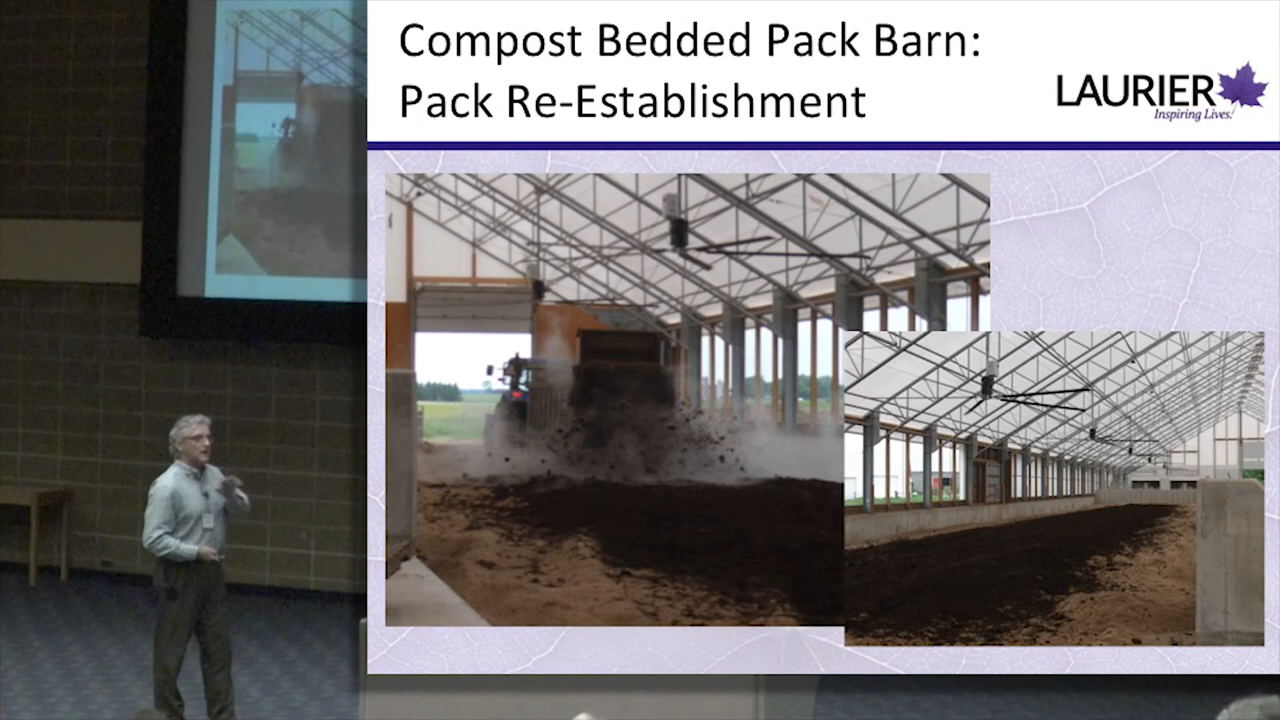 Compost Bedded Pack Barn:
Pack Re-Establishment
LAURIER
Inspiring Lives!